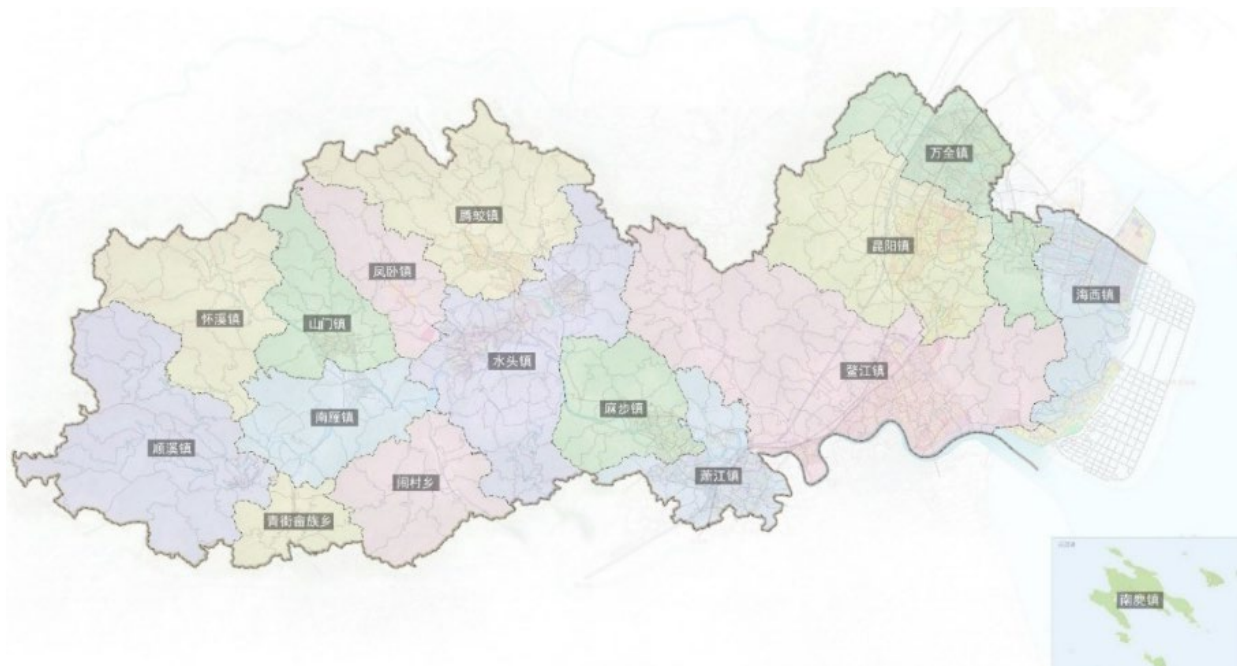 万全镇
腾蛟镇
昆阳镇
凤卧镇
海西镇
怀溪镇
山门镇
水头镇
鳌江镇
麻步镇
南雁镇
顺溪镇
萧江镇
闹村乡
青街畲族乡
南麂镇